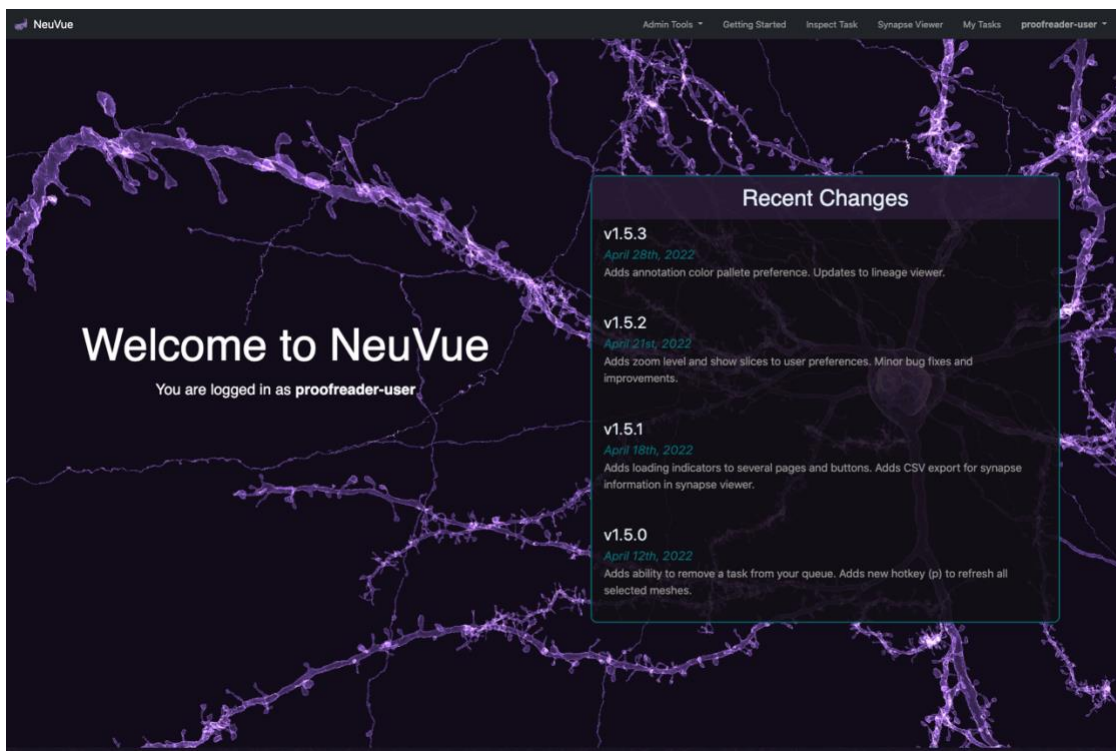 NeuVue
Admin Tools
Getting Started
Inspect Task
Synapse Viewer
My Tasks
proofreader-user
Welcome to NeuVue
You are logged in as proofreader-user
Recent Changes
v1.5.3
April 28th, 2022
Adds annotation color pallete preference. Updates to lineage viewer.
v1.5.2
April 21st, 2022
Adds zoom level and show slices to user preferences. Minor bug fixes and
improvements.
v1.5.1
April 18th, 2022
Adds loading indicators to several pages and buttons. Adds CSV export for synapse
information in synapse viewer.
v1.5.0
April 12th, 2022
Adds ability to remove a task from your queue. Adds new hotkey (p) to refresh all
selected meshes.